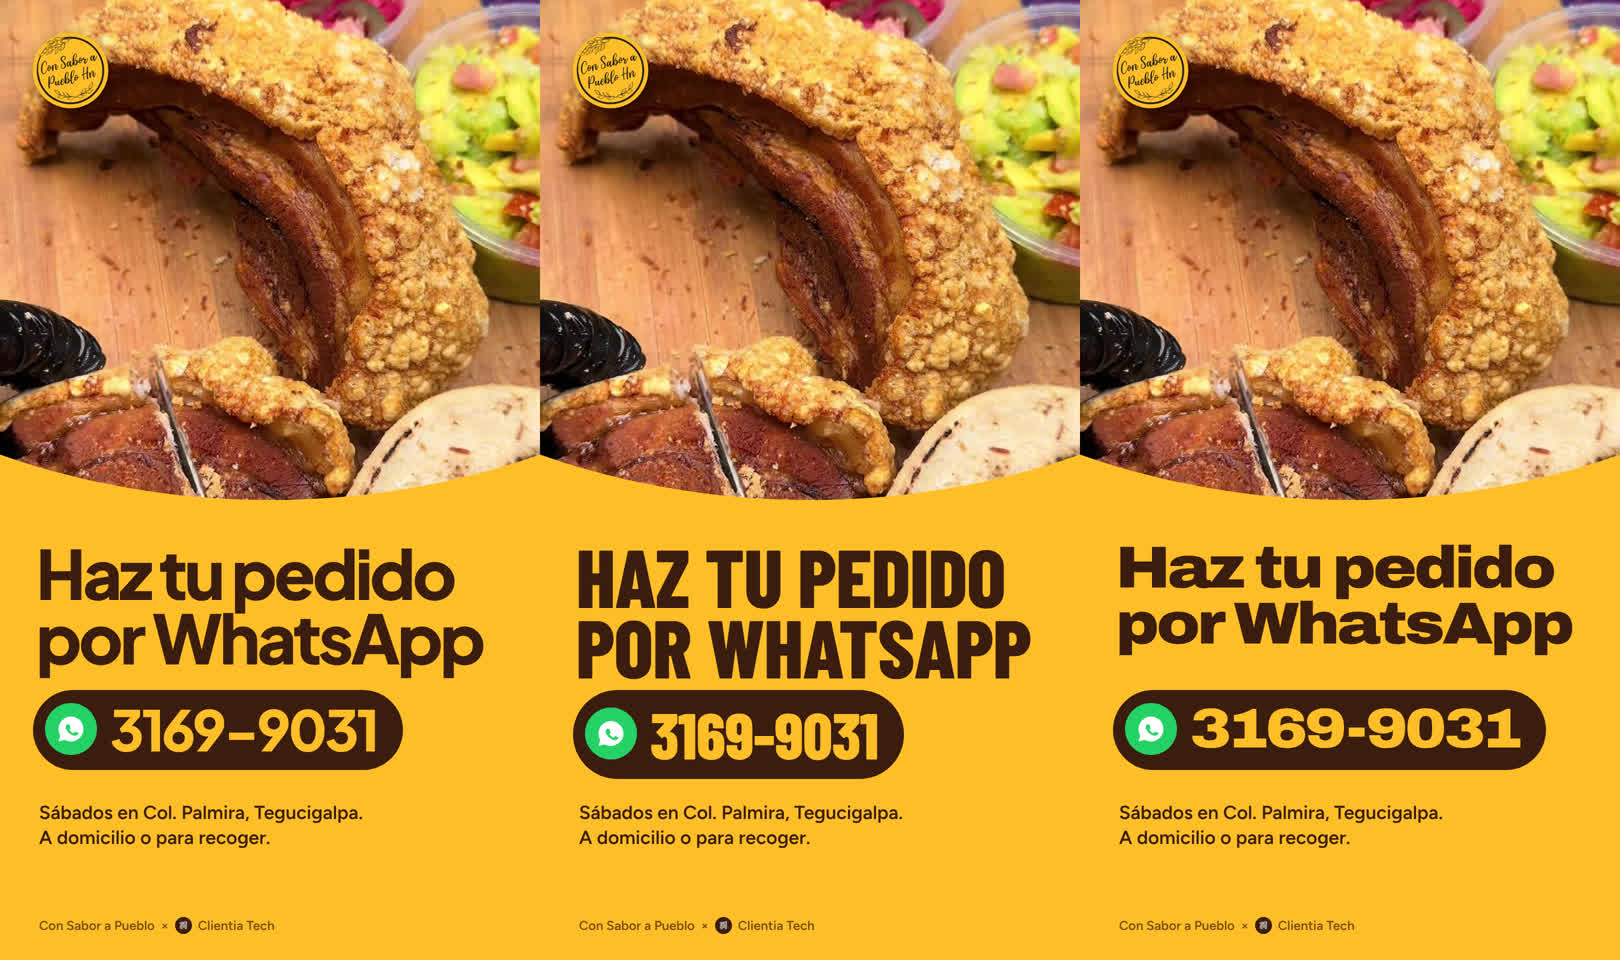 Con Sabor a
Pueblo Hn
Haz tu pedido
por WhatsApp
3169–9031
Sábados en Col. Palmira, Tegucigalpa.
A domicilio o para recoger.
Con Sabor a Pueblo × Clientia Tech
Con Sabor a
Pueblo Hn
HAZ TU PEDIDO
POR WHATSAPP
3169-9031
Sábados en Col. Palmira, Tegucigalpa.
A domicilio o para recoger.
Con Sabor a Pueblo × Clientia Tech
Con Sabor a
Pueblo Hn
Haz tu pedido
por WhatsApp
3169-9031
Sábados en Col. Palmira, Tegucigalpa.
A domicilio o para recoger.
Con Sabor a Pueblo × Clientia Tech